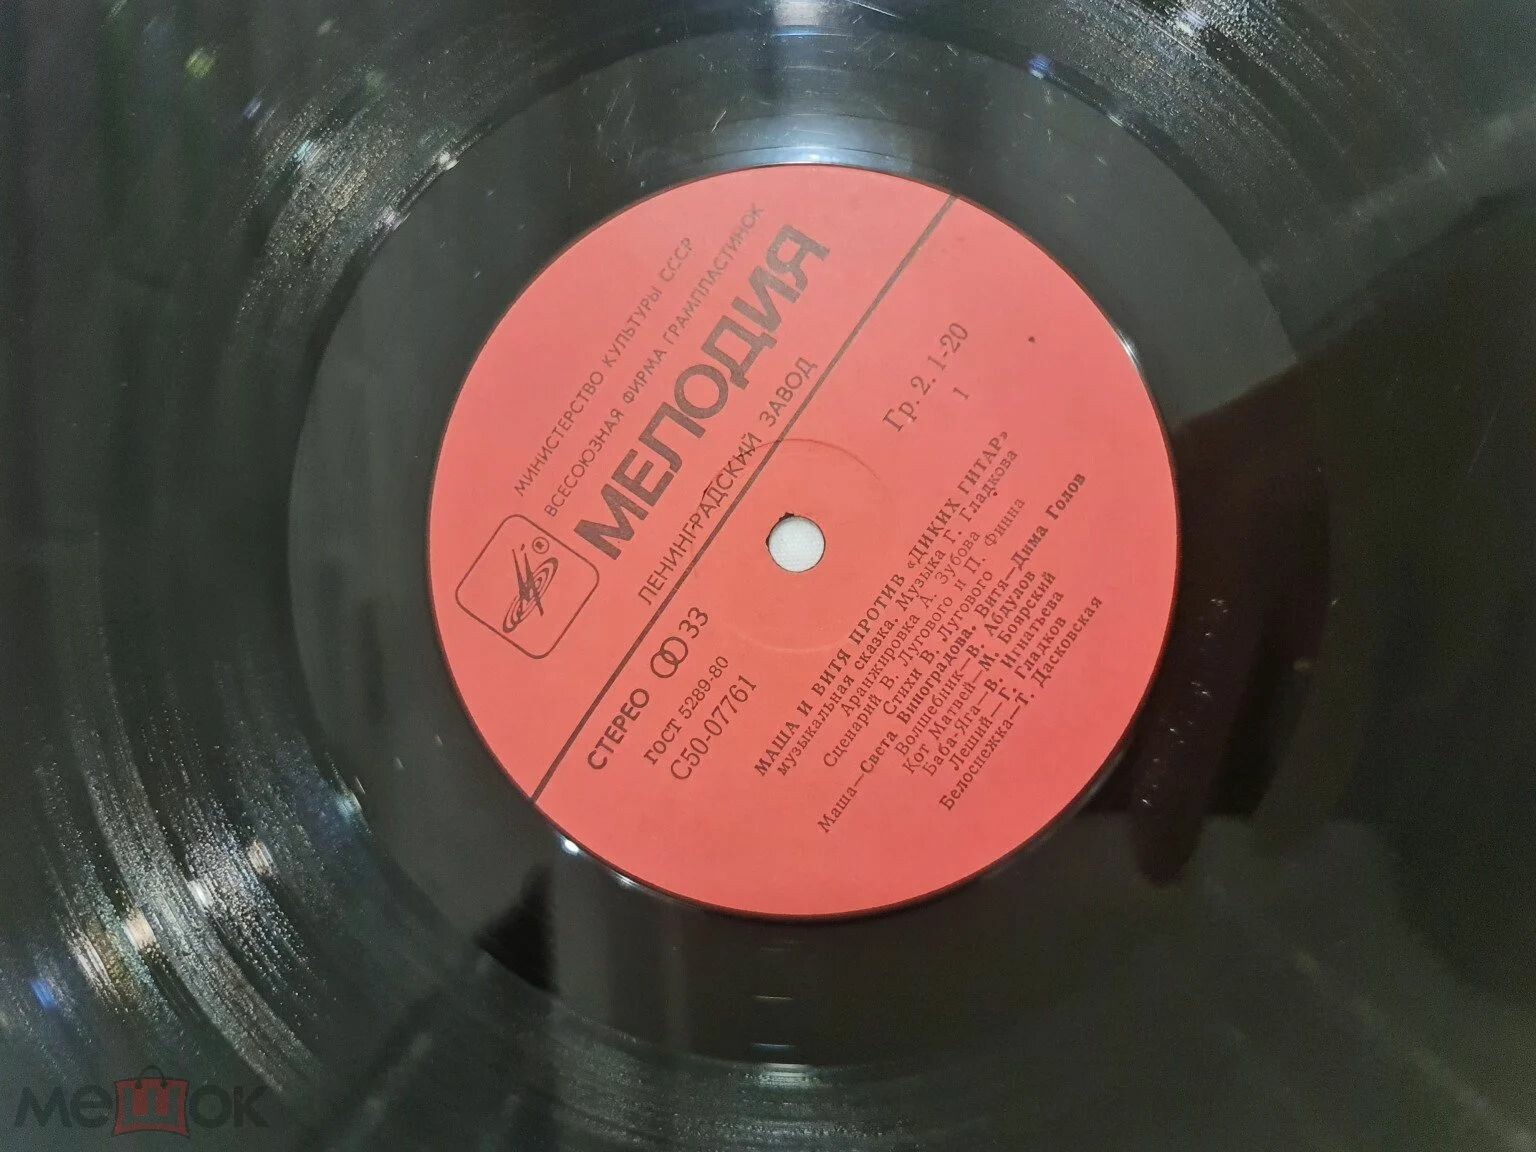 МИНИСТЕРСТВО КУЛЬТУРЫ СССР
ВСЕСОЮЗНАЯ ФИРМА ГРАМПЛАСТИНОК
МЕЛОДИЯ
®
ЛЕНИНГРАДСКИЙ ЗАВОД
СТЕРЕО 33
ГОСТ 5289-80
С50-07761
Гр. 2. 1-20
1
МАША И ВИТЯ ПРОТИВ «ДИКИХ ГИТАР»
музыкальная сказка. Музыка Г. Гладкова
Аранжировка А. Зубова
Сценарий В. Лугового и П. Финна
Стихи В. Лугового
Маша—Света Виноградова. Витя—Дима Голов
Волшебник—В. Абдулов
Кот Матвей—М. Боярский
Баба-Яга—В. Игнатьева
Леший—Г. Гладков
Белоснежка—Т. Дасковская
мешок